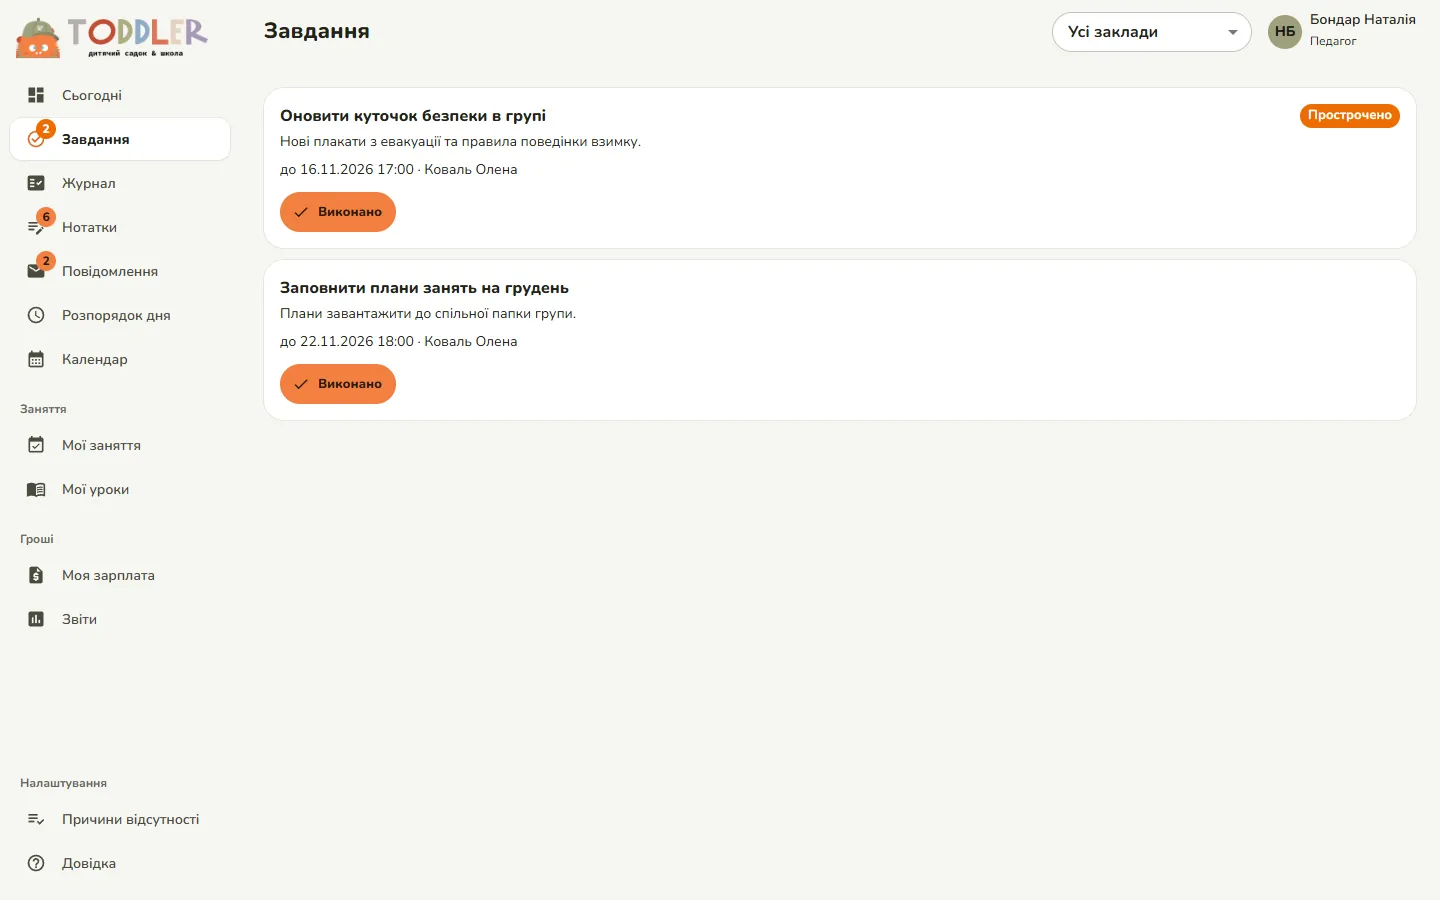 TODDLER
дитячий садок & школа
Завдання
Усі заклади
НБ
Бондар Наталія
Педагог
Сьогодні
2
Завдання
Журнал
6
Нотатки
2
Повідомлення
Розпорядок дня
Календар
Заняття
Мої заняття
Мої уроки
Гроші
Моя зарплата
Звіти
Налаштування
Причини відсутності
Довідка
Оновити куточок безпеки в групі
Прострочено
Нові плакати з евакуації та правила поведінки взимку.
до 16.11.2026 17:00 · Коваль Олена
Виконано
Заповнити плани занять на грудень
Плани завантажити до спільної папки групи.
до 22.11.2026 18:00 · Коваль Олена
Виконано